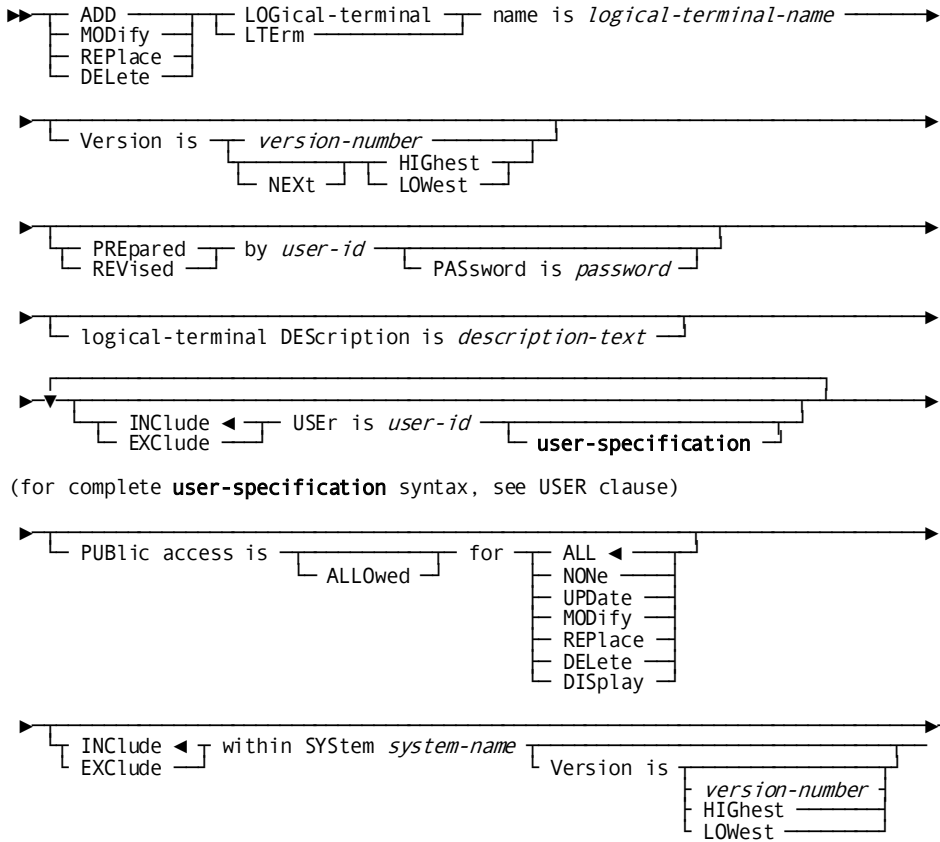 ADD LOGical-terminal name is logical-terminal-name
MODify LTErm
REPlace
DELete
Version is version-number
HIGhest
NEXt LOWest
PREpared by user-id
REVised PASsword is password
logical-terminal DEScription is description-text
INClude USEr is user-id
EXClude user-specification
(for complete user-specification syntax, see USER clause)
PUBlic access is for ALL
ALLOwed NONe
UPDate
MODify
REPlace
DELete
DISplay
INClude within SYStem system-name
EXClude Version is
version-number
HIGhest
LOWest